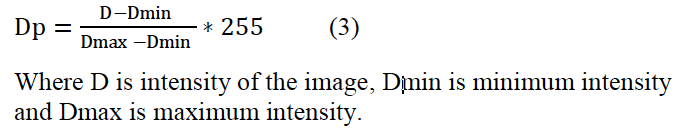 Dp = D−Dmin / Dmax −Dmin ∗ 255 (3)
Where D is intensity of the image, Dmin is minimum intensity
and Dmax is maximum intensity.